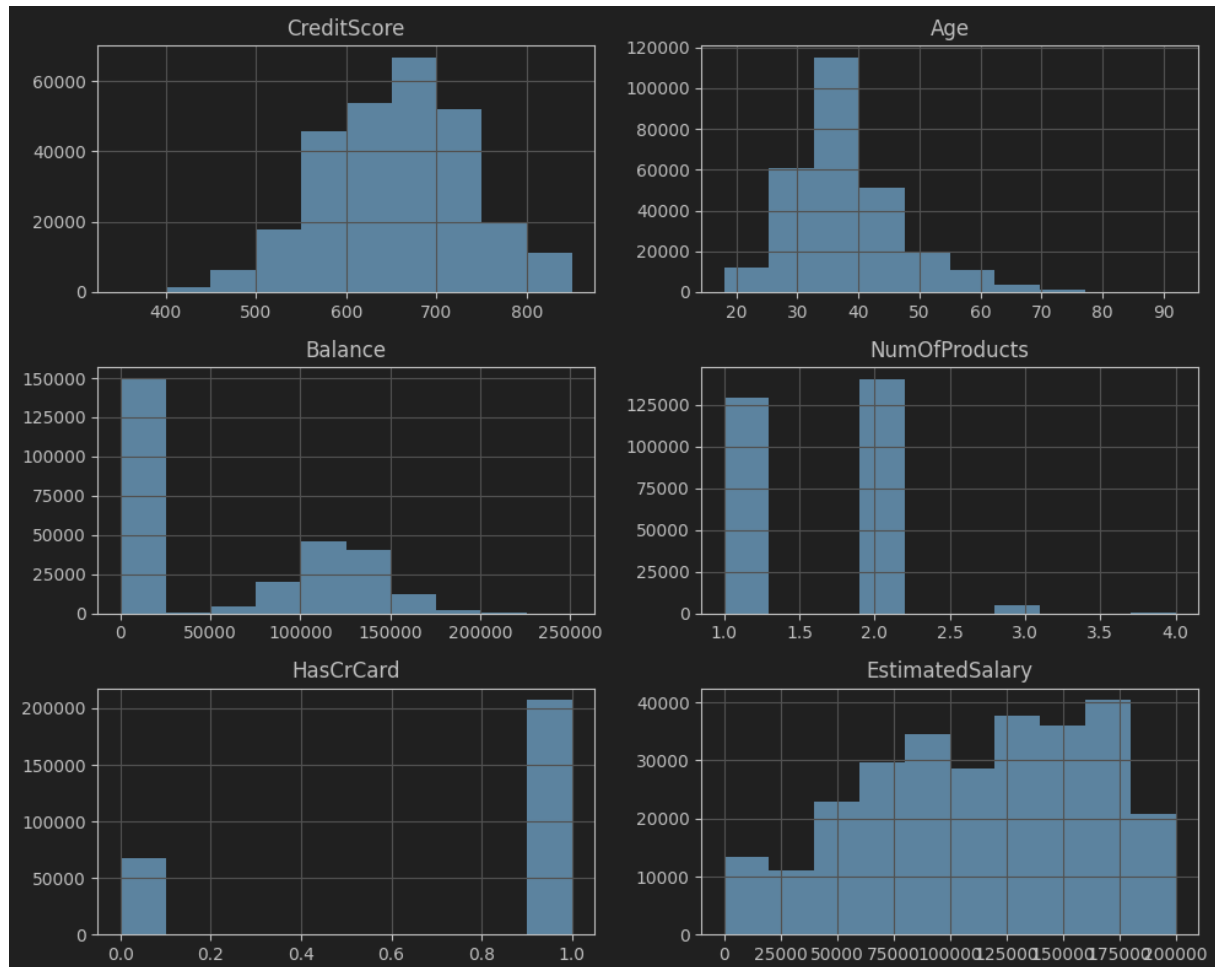 CreditScore
60000
40000
20000
0
400 500 600 700 800
Age
120000
100000
80000
60000
40000
20000
0
20 30 40 50 60 70 80 90
Balance
150000
125000
100000
75000
50000
25000
0
0 50000 100000 150000 200000 250000
NumOfProducts
125000
100000
75000
50000
25000
0
1.0 1.5 2.0 2.5 3.0 3.5 4.0
HasCrCard
200000
150000
100000
50000
0
0.0 0.2 0.4 0.6 0.8 1.0
EstimatedSalary
40000
30000
20000
10000
0
0 25000 50000 75000 100000 125000 150000 175000 200000